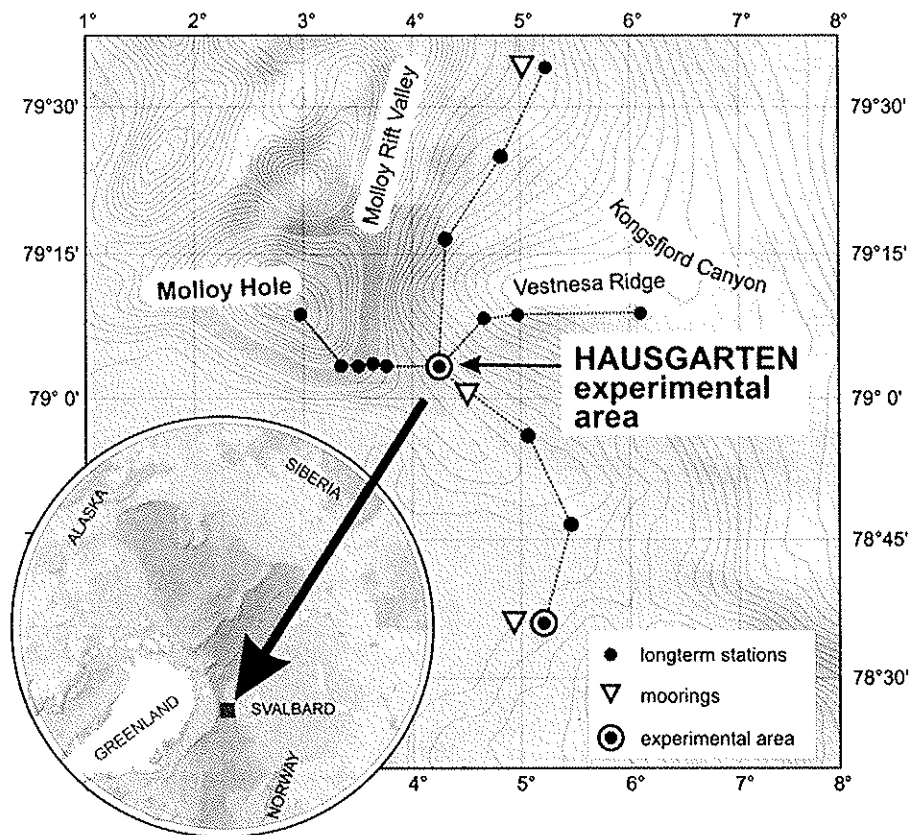 1° 2° 3° 4° 5° 6° 7° 8°
79°30' 79°30'
Molloy Rift Valley
Kongsfjord Canyon
79°15' 79°15'
Molloy Hole
Vestnesa Ridge
HAUSGARTEN
experimental
area
79° 0' 79° 0'
SIBERIA
ALASKA
78°45'
longterm stations
78°30'
moorings
SVALBARD
GREENLAND
experimental area
NORWAY
4° 5° 6° 7° 8°